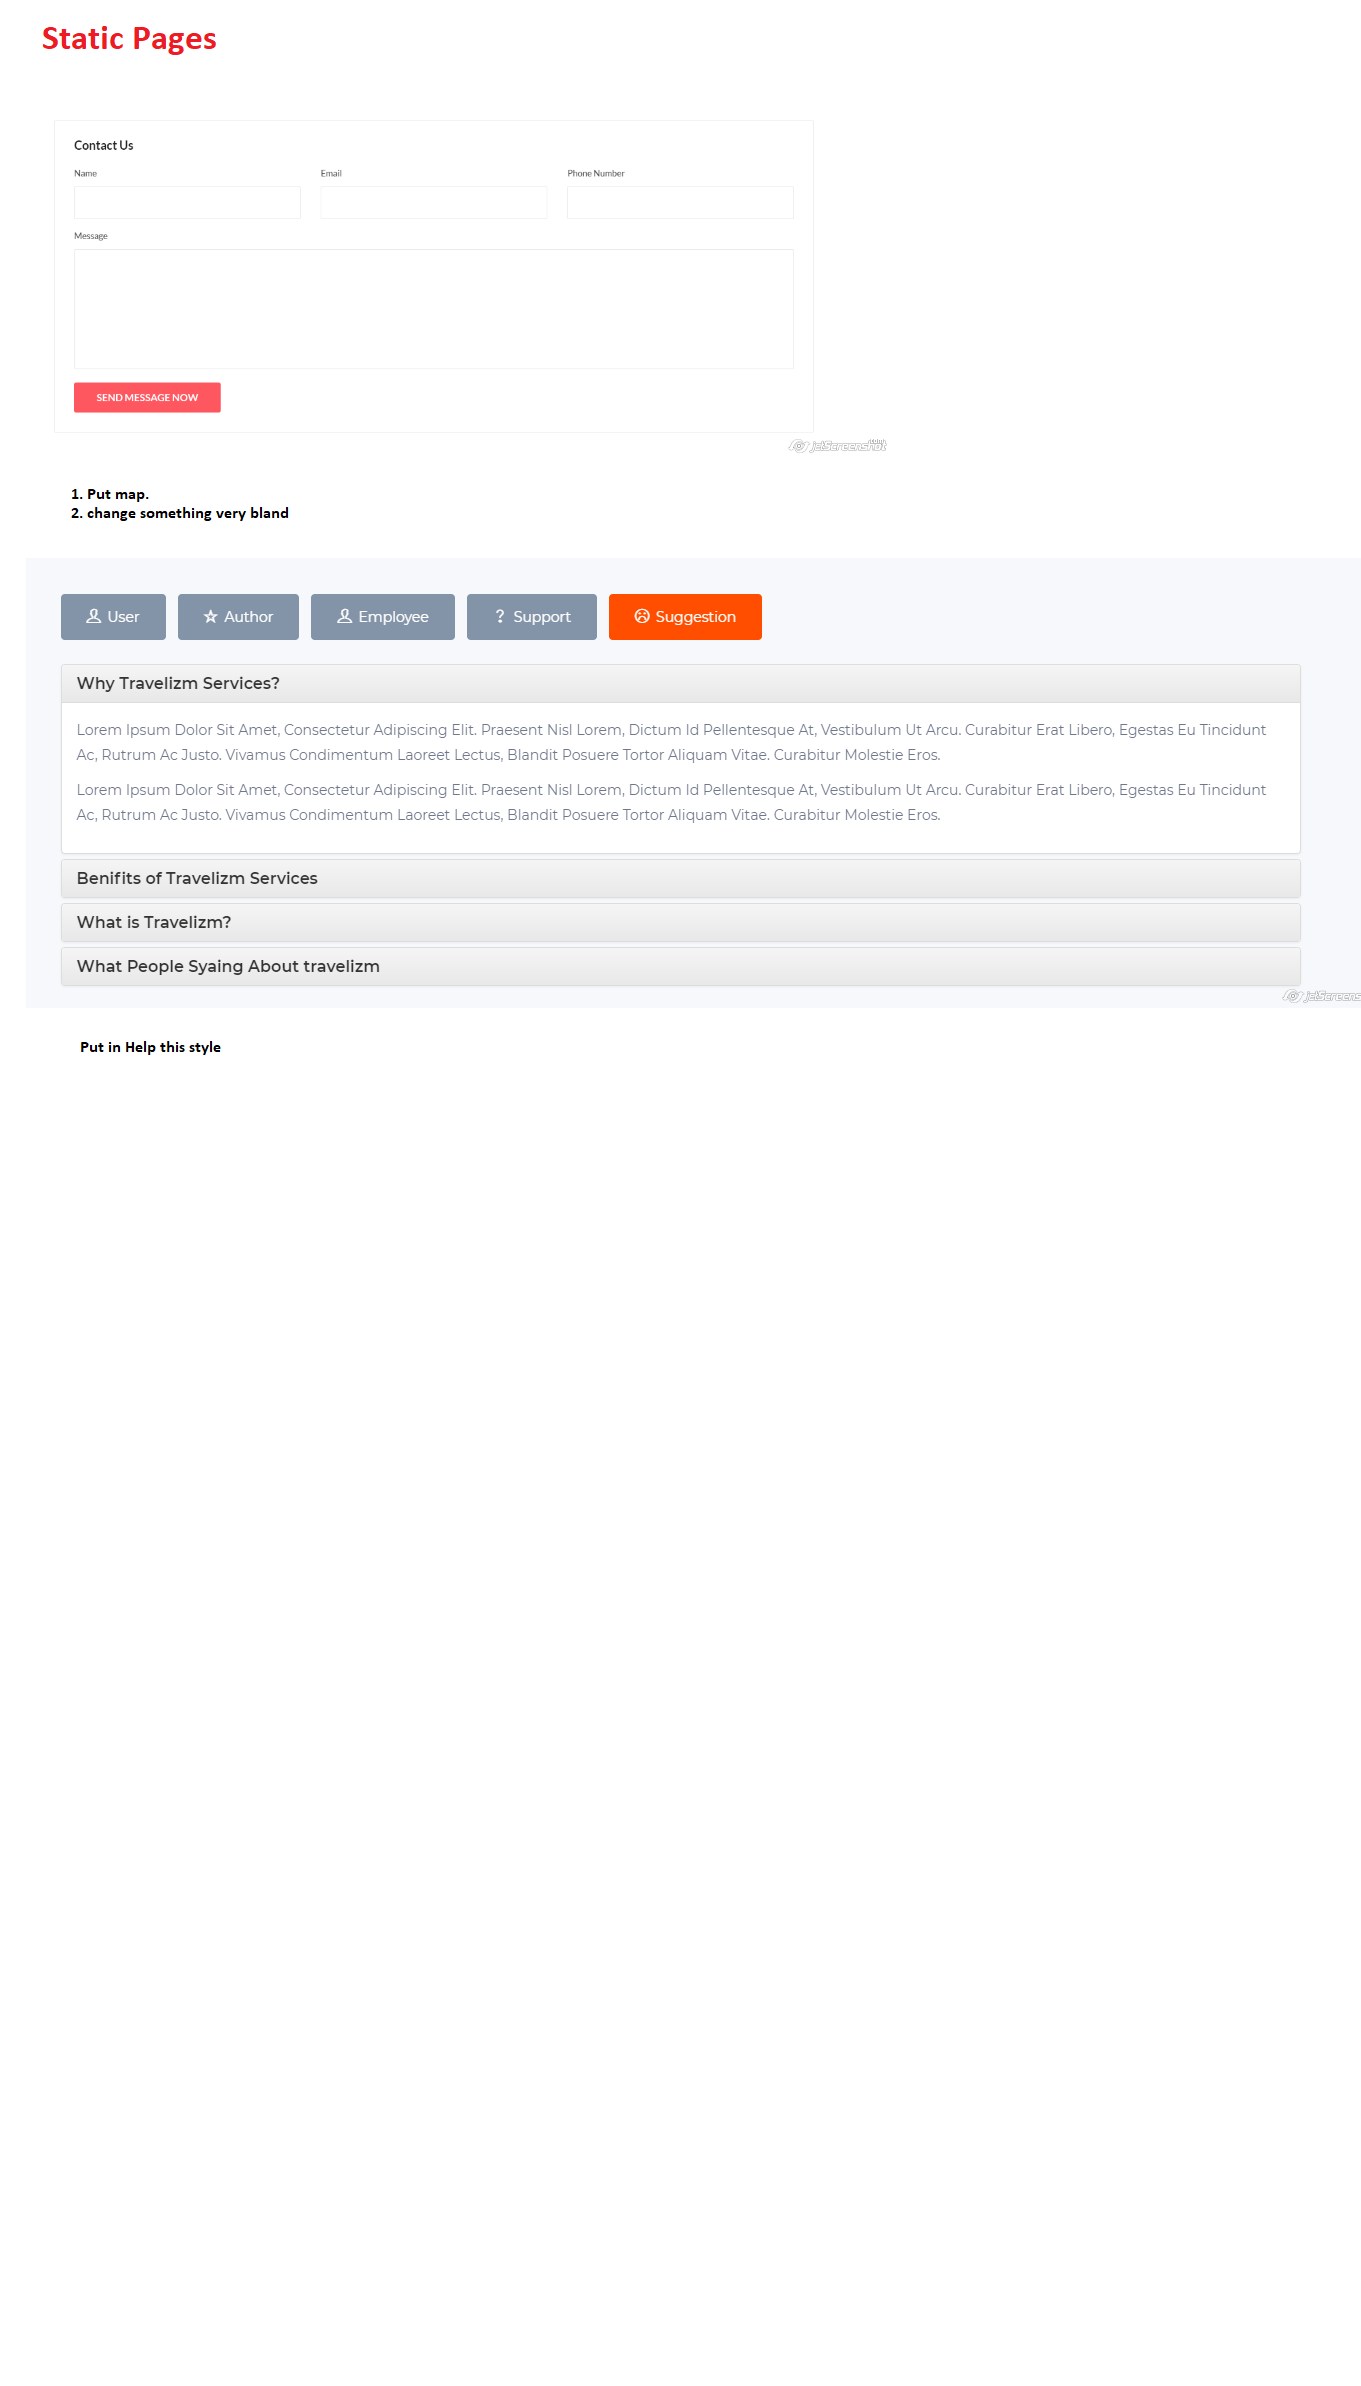 Static Pages
Contact Us
Name Email Phone Number
Message
SEND MESSAGE NOW
jetScreenshot
1. Put map.
2. change something very bland
User Author Employee ? Support Suggestion
Why Travelizm Services?
Lorem Ipsum Dolor Sit Amet, Consectetur Adipiscing Elit. Praesent Nisl Lorem, Dictum Id Pellentesque At, Vestibulum Ut Arcu. Curabitur Erat Libero, Egestas Eu Tincidunt
Ac, Rutrum Ac Justo. Vivamus Condimentum Laoreet Lectus, Blandit Posuere Tortor Aliquam Vitae. Curabitur Molestie Eros.
Lorem Ipsum Dolor Sit Amet, Consectetur Adipiscing Elit. Praesent Nisl Lorem, Dictum Id Pellentesque At, Vestibulum Ut Arcu. Curabitur Erat Libero, Egestas Eu Tincidunt
Ac, Rutrum Ac Justo. Vivamus Condimentum Laoreet Lectus, Blandit Posuere Tortor Aliquam Vitae. Curabitur Molestie Eros.
Benifits of Travelizm Services
What is Travelizm?
What People Syaing About travelizm
jetScreens
Put in Help this style